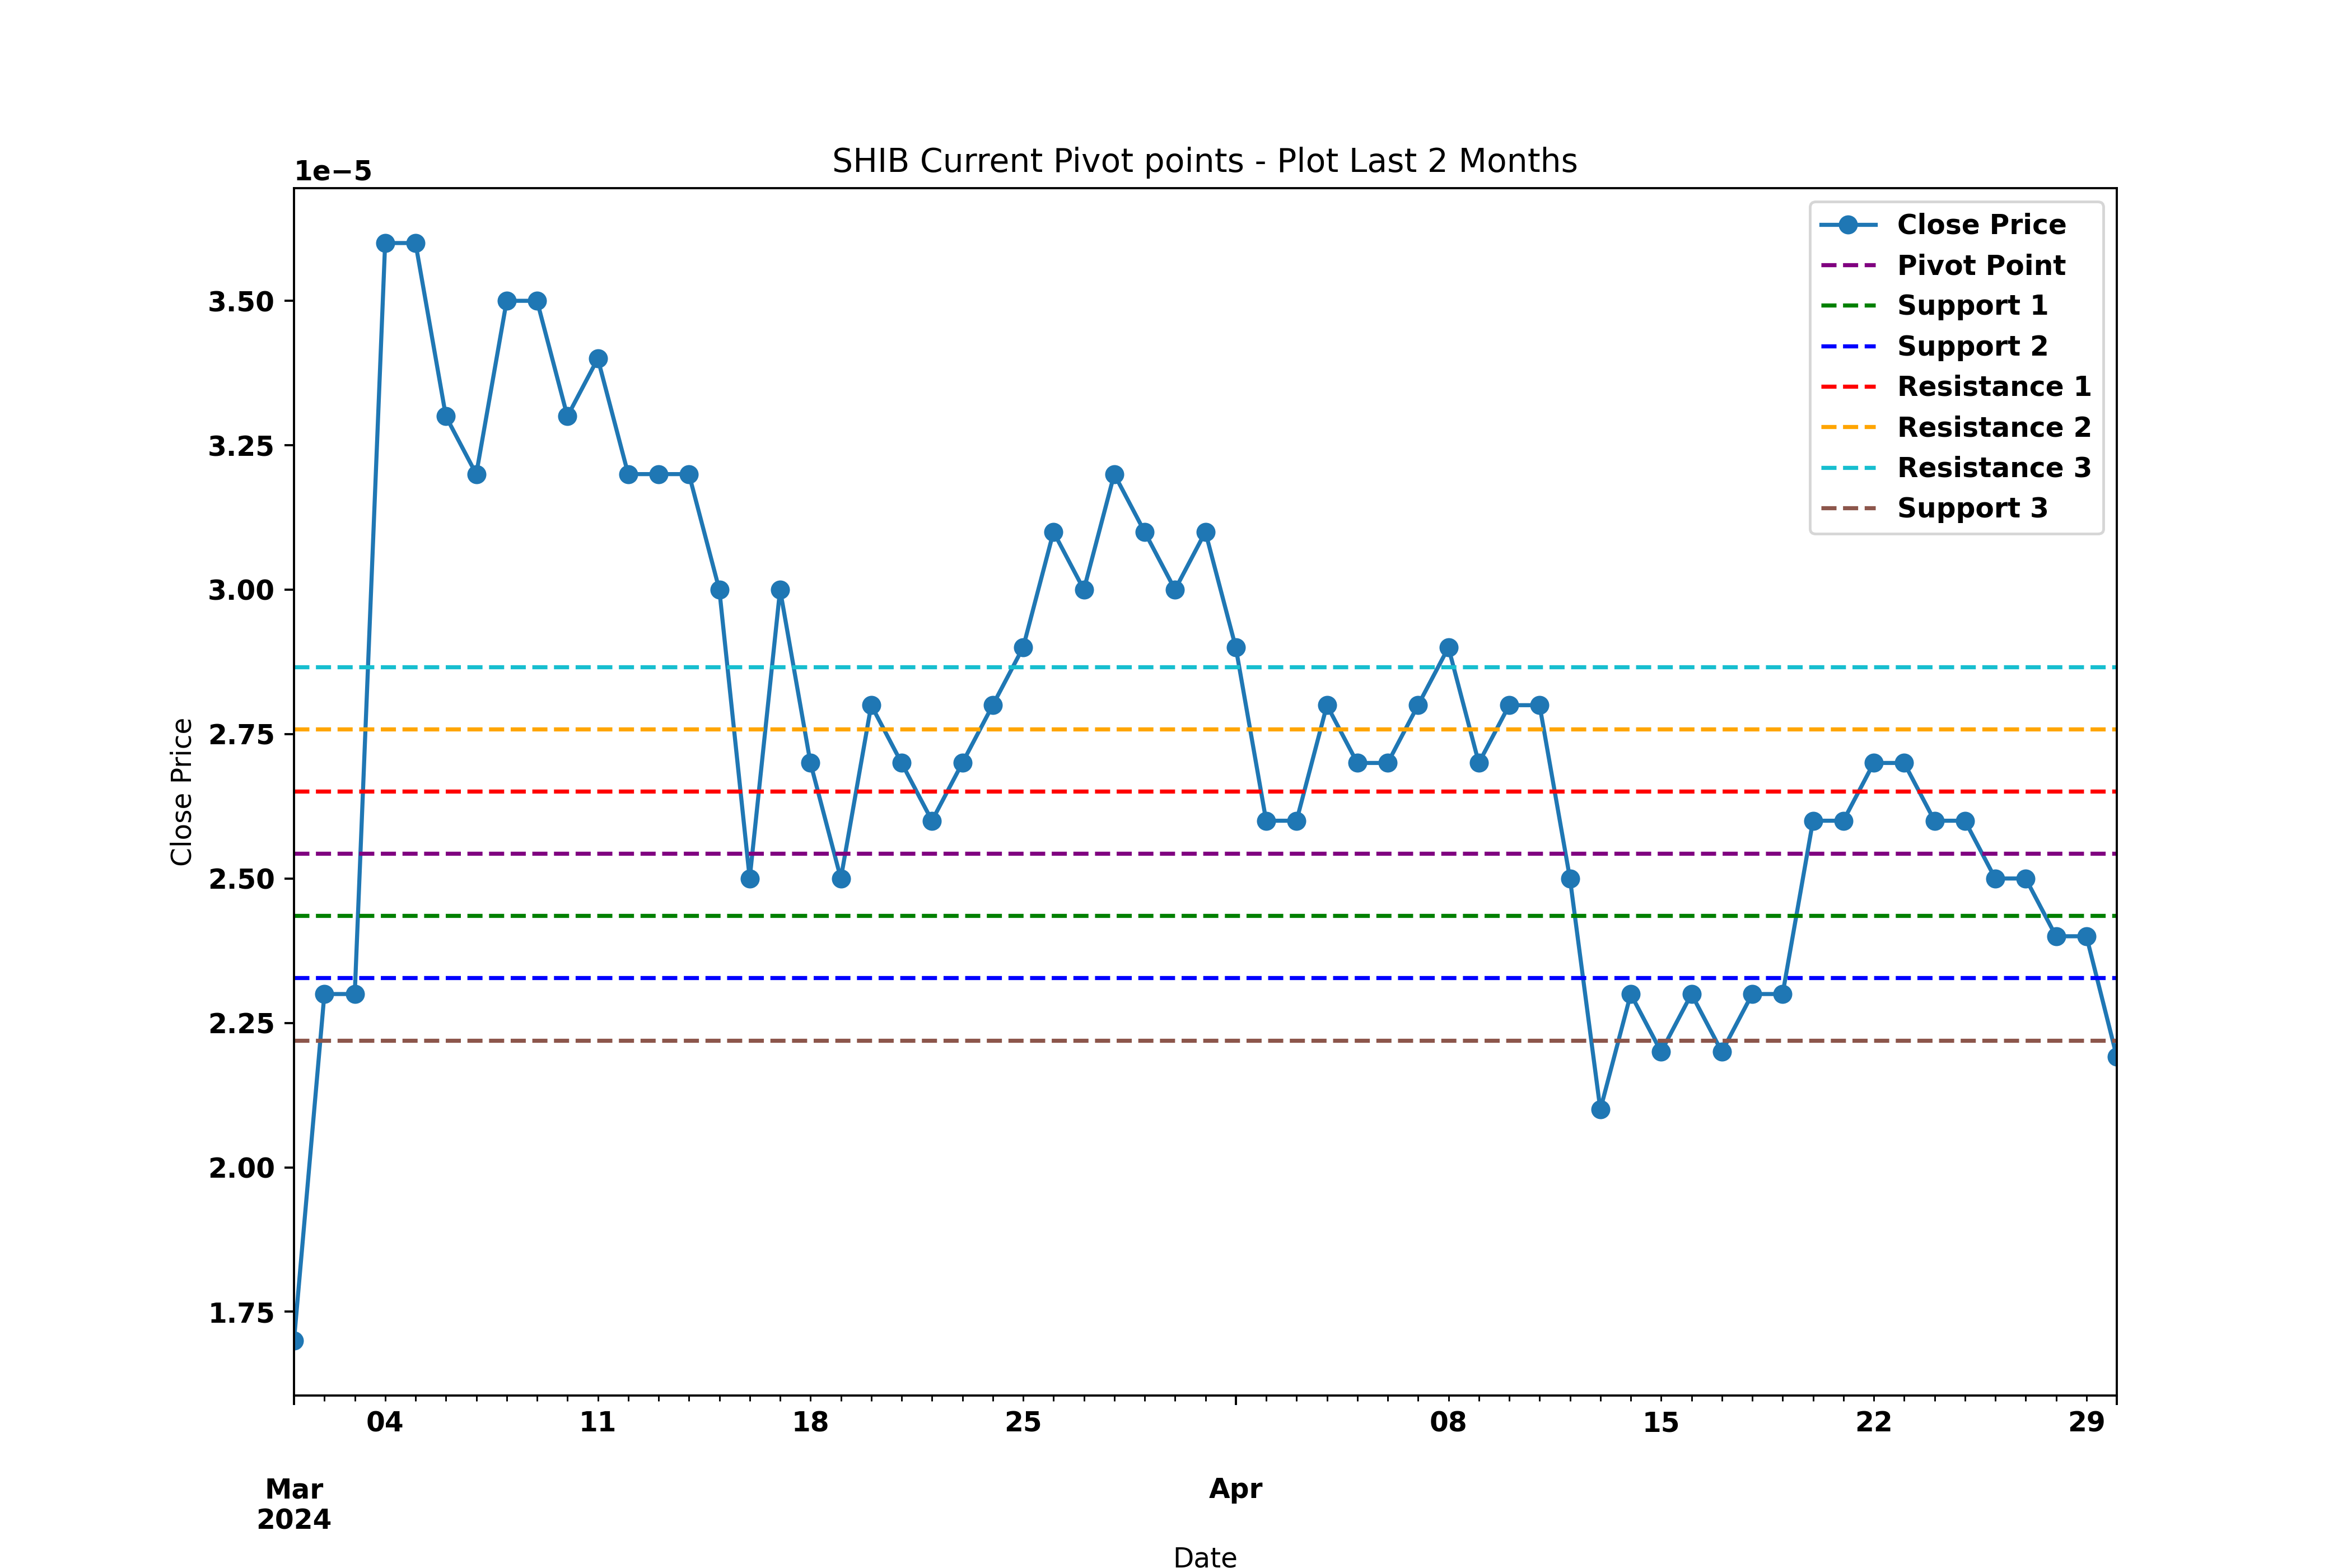 SHIB Current Pivot points - Plot Last 2 Months
1e−5
Close Price
Pivot Point
Support 1
Support 2
Resistance 1
Resistance 2
Resistance 3
Support 3
3.50
3.25
3.00
2.75
2.50
2.25
2.00
1.75
Close Price
04 11 18 25 08 15 22 29
Mar Apr
2024
Date